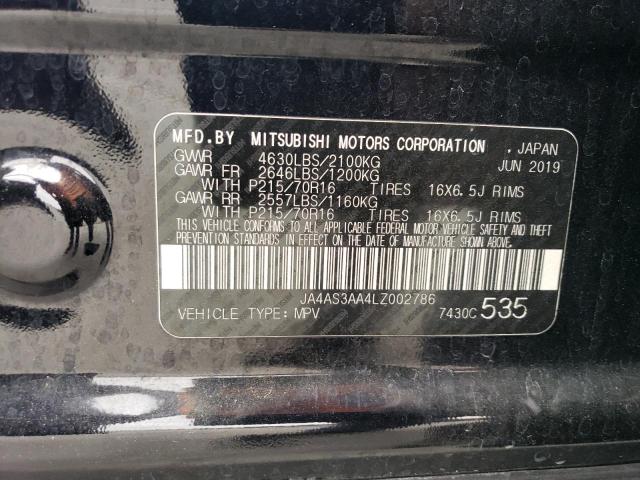 MFD.BY MITSUBISHI MOTORS CORPORATION . JAPAN
GVWR 4630LBS/2100KG JUN 2019
GAWR FR 2646LBS/1200KG
WITH P215/70R16 TIRES 16X6.5J RIMS
GAWR RR 2557LBS/1160KG
WITH P215/70R16 TIRES 16X6.5J RIMS
THIS VEHICLE CONFORMS TO ALL APPLICABLE FEDERAL MOTOR VEHICLE SAFETY AND THEFT
PREVENTION STANDARDS IN EFFECT ON THE DATE OF MANUFACTURE SHOWN ABOVE.
JA4AS3AA4LZ002786
VEHICLE TYPE: MPV 7430C 535